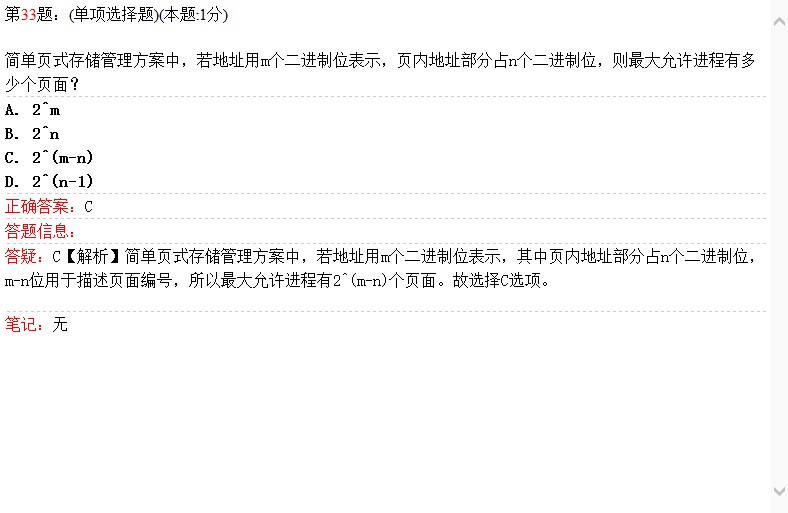 第33题: (单项选择题)(本题:1分)
简单页式存储管理方案中，若地址用m个二进制位表示，页内地址部分占n个二进制位，则最大允许进程有多
少个页面？
A. 2^m
B. 2^n
C. 2^(m-n)
D. 2^(n-1)
正确答案：C
答题信息：
答疑：C【解析】简单页式存储管理方案中，若地址用m个二进制位表示，其中页内地址部分占n个二进制位，
m-n位用于描述页面编号，所以最大允许进程有2^(m-n)个页面。故选择C选项。
笔记：无